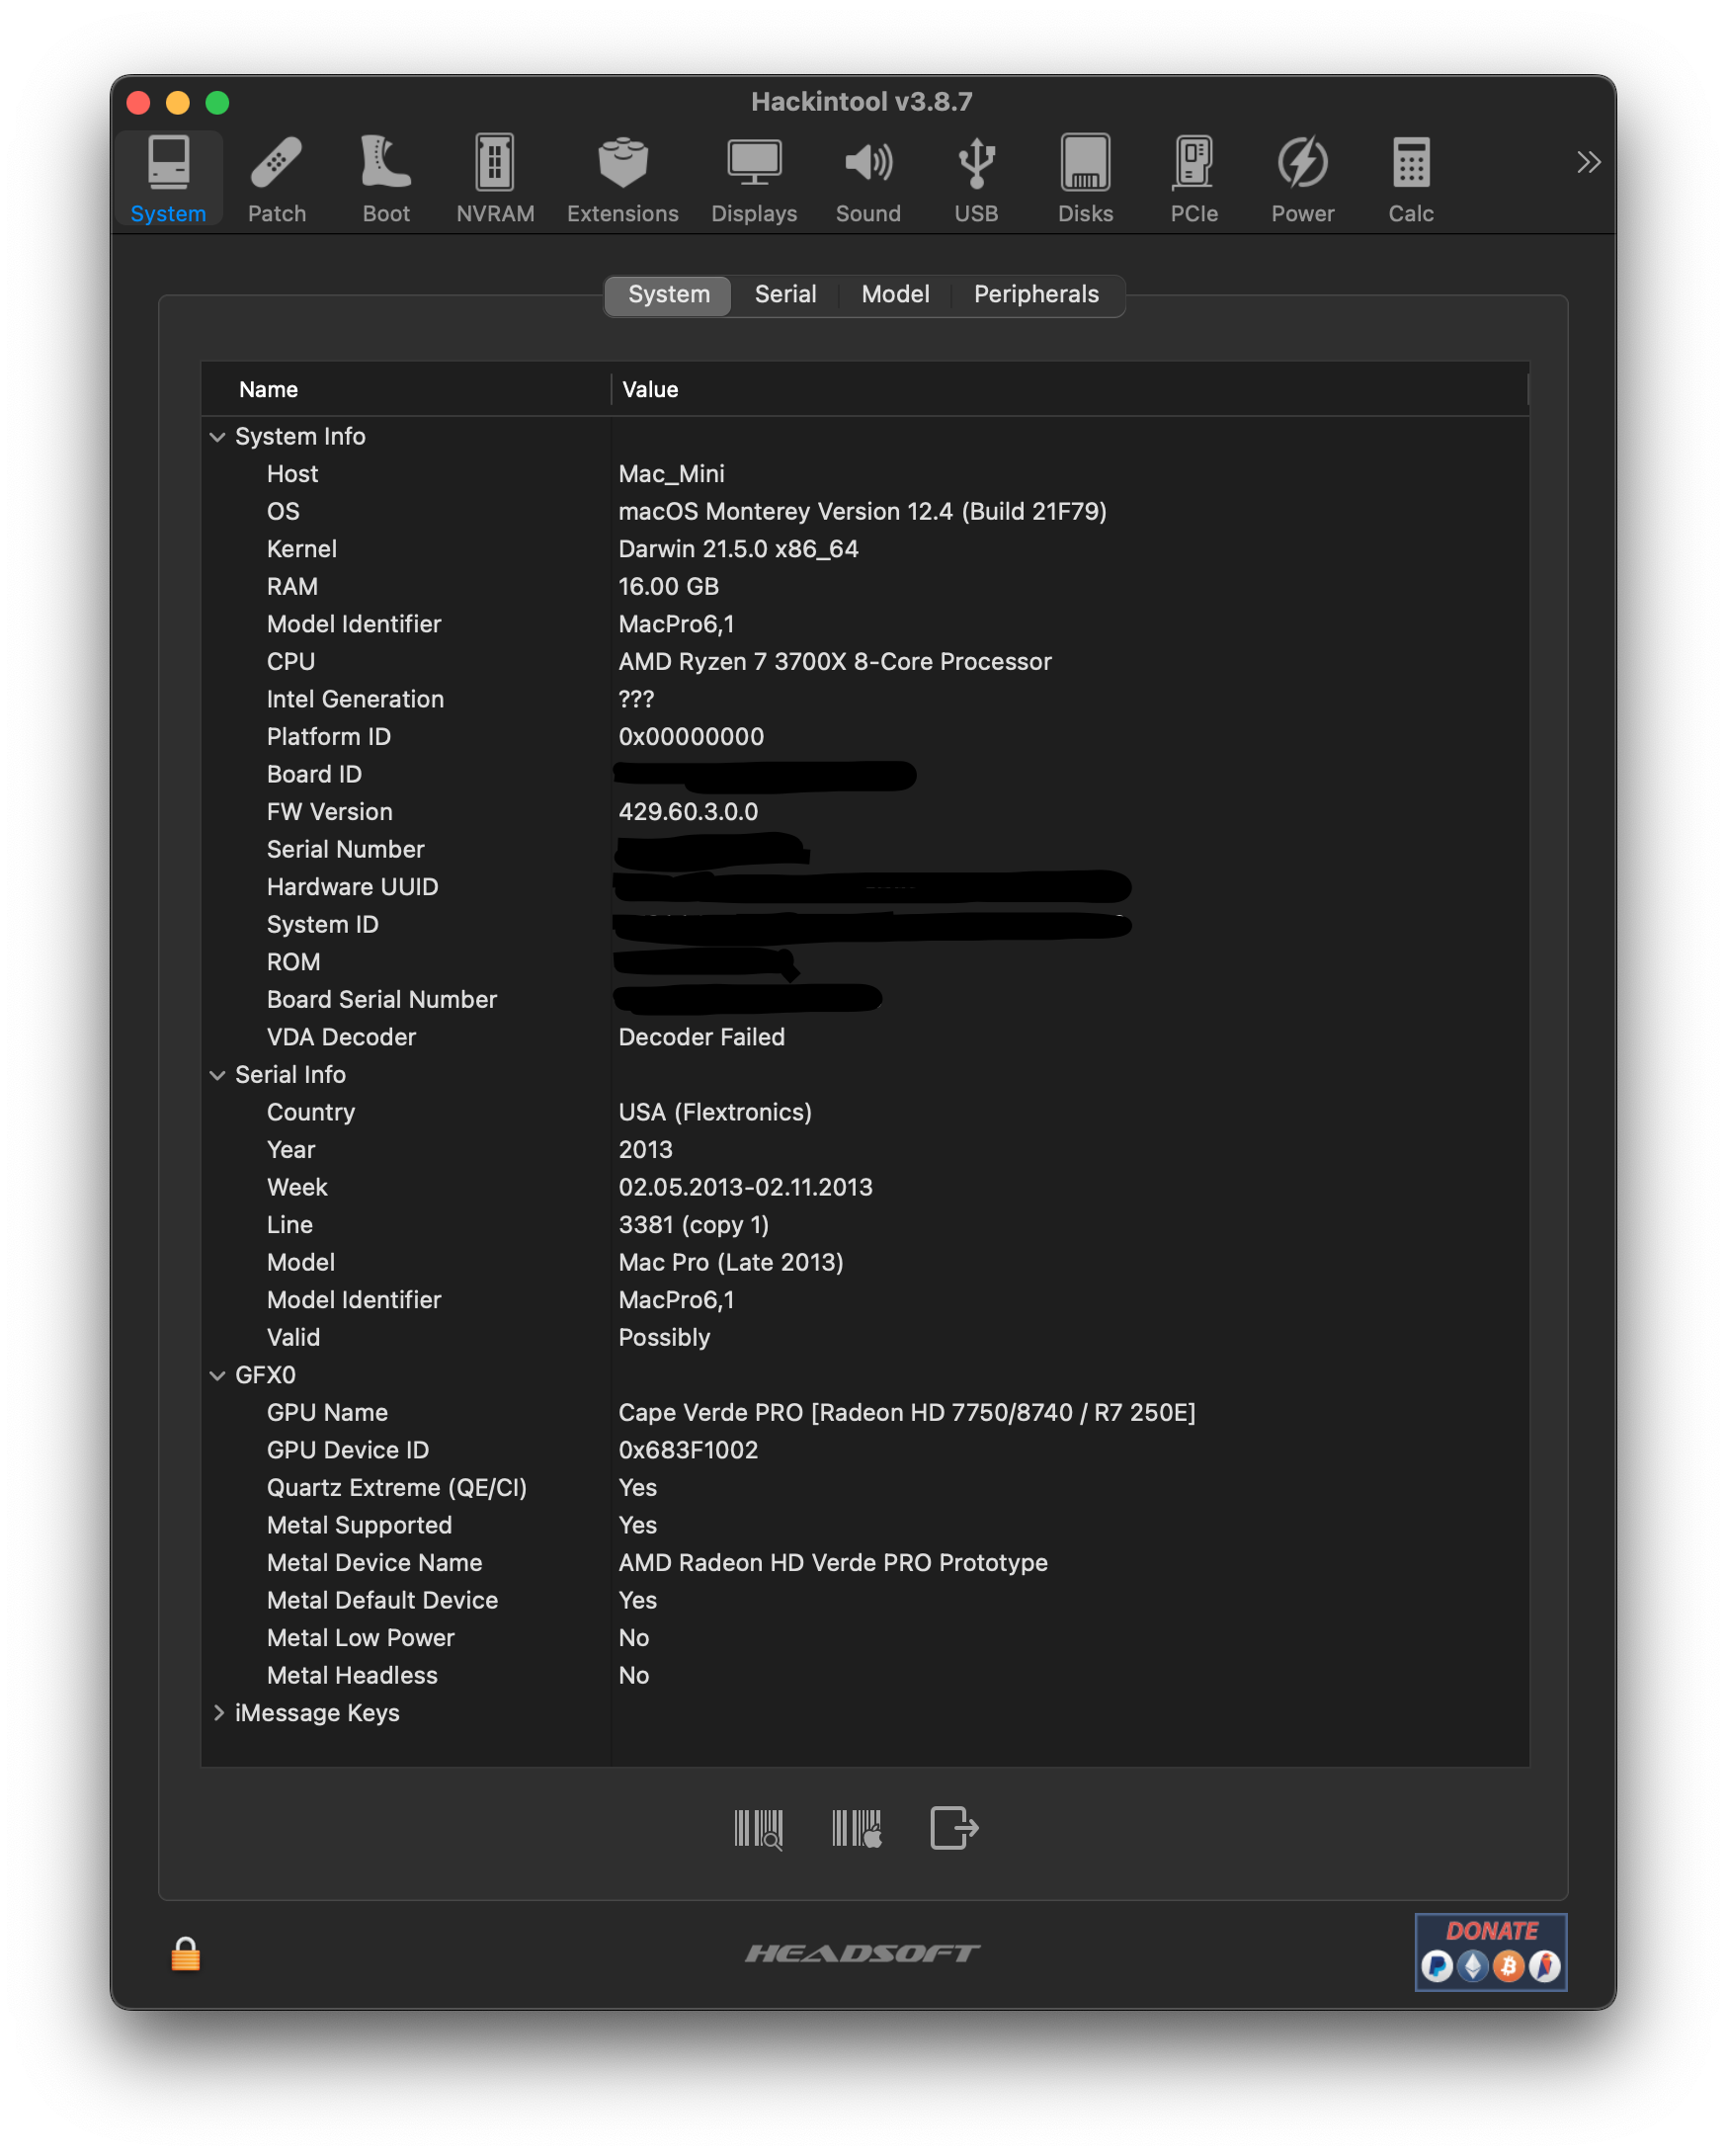 Hackintool v3.8.7
System Patch Boot NVRAM Extensions Displays Sound USB Disks PCIe Power Calc
System Serial Model Peripherals
Name Value
System Info
Host Mac_Mini
OS macOS Monterey Version 12.4 (Build 21F79)
Kernel Darwin 21.5.0 x86_64
RAM 16.00 GB
Model Identifier MacPro6,1
CPU AMD Ryzen 7 3700X 8-Core Processor
Intel Generation ???
Platform ID 0x00000000
Board ID
FW Version 429.60.3.0.0
Serial Number
Hardware UUID
System ID
ROM
Board Serial Number
VDA Decoder Decoder Failed
Serial Info
Country USA (Flextronics)
Year 2013
Week 02.05.2013-02.11.2013
Line 3381 (copy 1)
Model Mac Pro (Late 2013)
Model Identifier MacPro6,1
Valid Possibly
GFX0
GPU Name Cape Verde PRO [Radeon HD 7750/8740 / R7 250E]
GPU Device ID 0x683F1002
Quartz Extreme (QE/CI) Yes
Metal Supported Yes
Metal Device Name AMD Radeon HD Verde PRO Prototype
Metal Default Device Yes
Metal Low Power No
Metal Headless No
iMessage Keys
HEADSOFT
DONATE